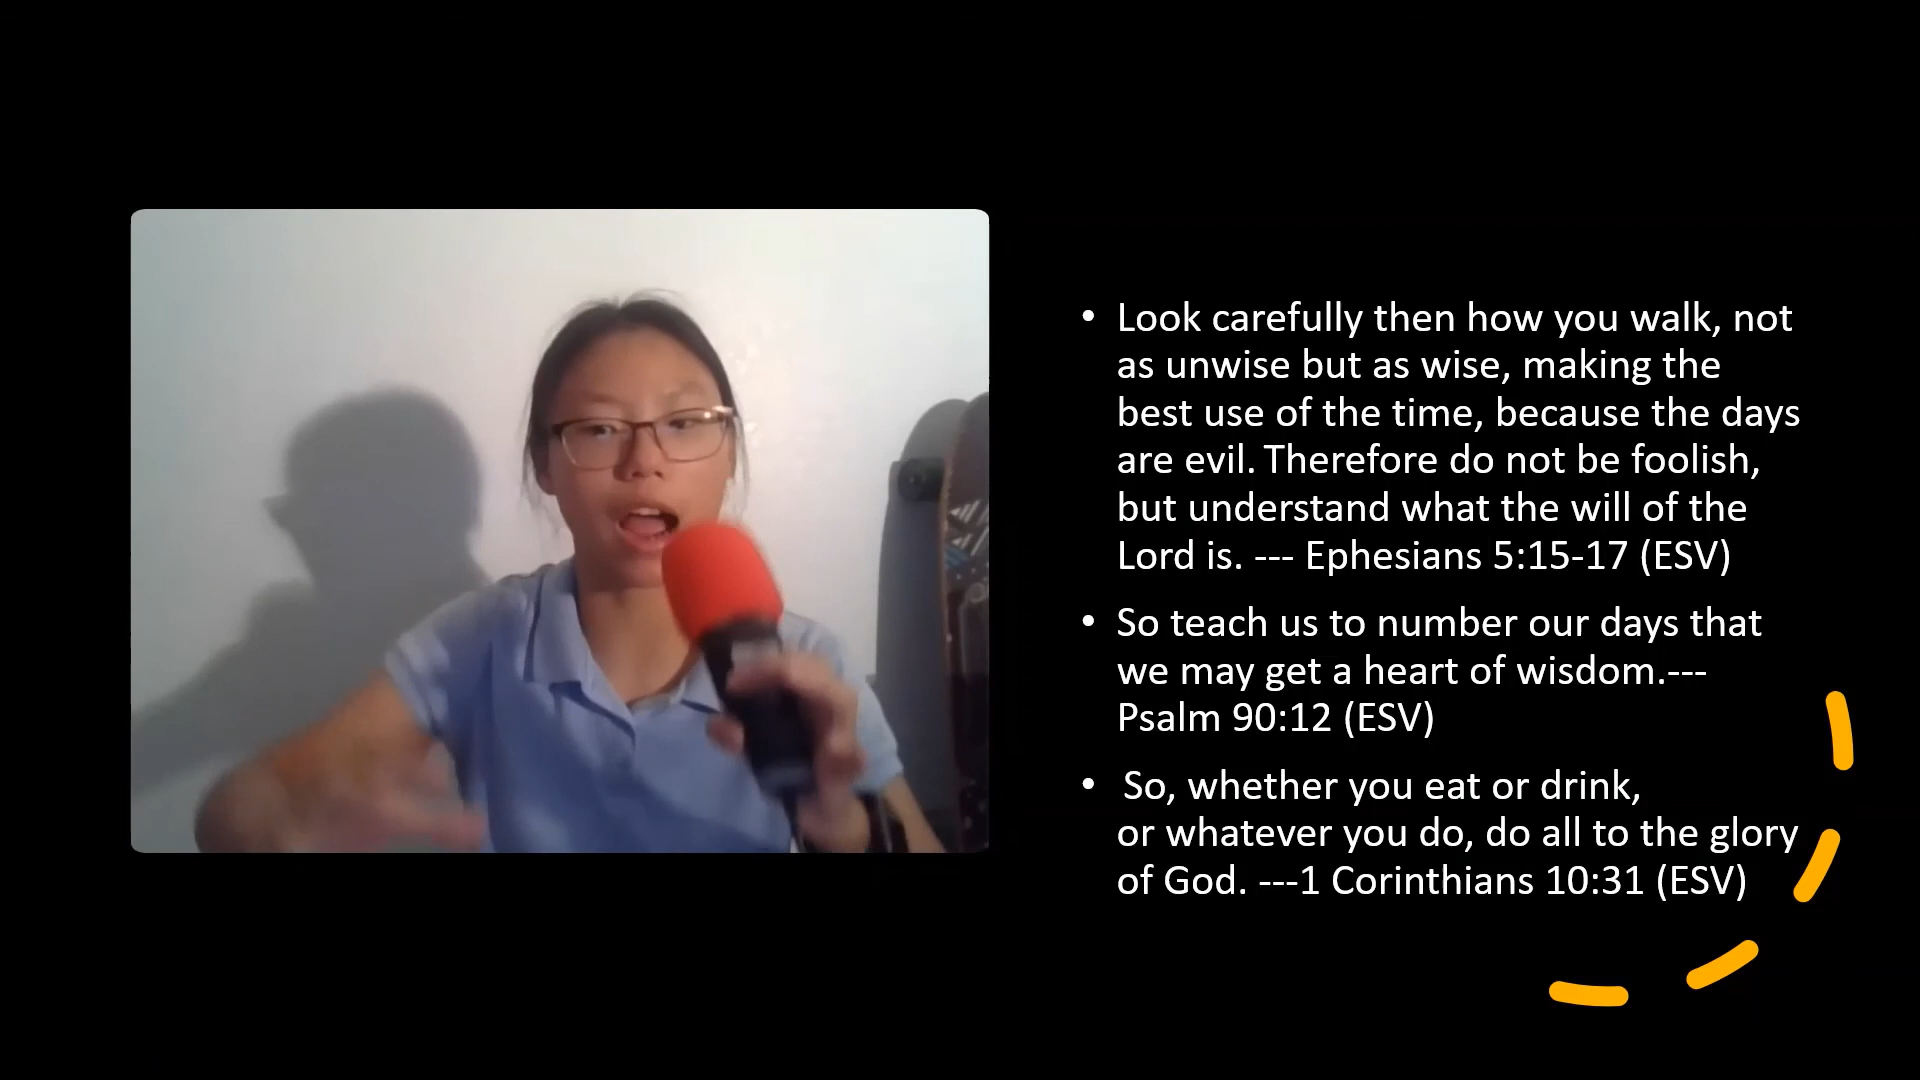 • Look carefully then how you walk, not
as unwise but as wise, making the
best use of the time, because the days
are evil. Therefore do not be foolish,
but understand what the will of the
Lord is. --- Ephesians 5:15-17 (ESV)
• So teach us to number our days that
we may get a heart of wisdom.---
Psalm 90:12 (ESV)
• So, whether you eat or drink,
or whatever you do, do all to the glory
of God. ---1 Corinthians 10:31 (ESV)